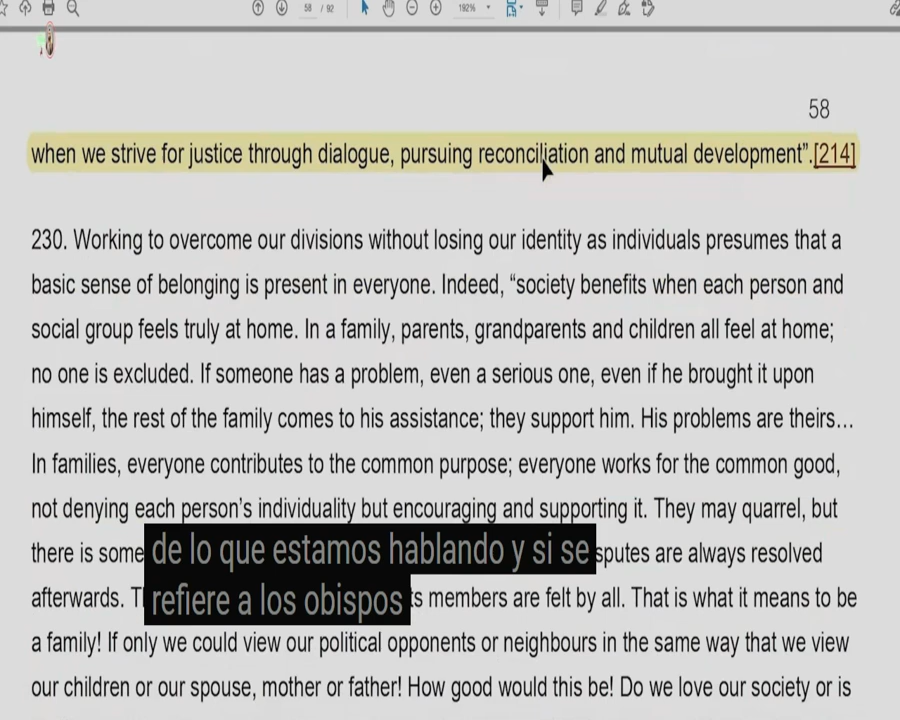 58 / 92
192%
58
when we strive for justice through dialogue, pursuing reconciliation and mutual development”.[214]
230. Working to overcome our divisions without losing our identity as individuals presumes that a
basic sense of belonging is present in everyone. Indeed, “society benefits when each person and
social group feels truly at home. In a family, parents, grandparents and children all feel at home;
no one is excluded. If someone has a problem, even a serious one, even if he brought it upon
himself, the rest of the family comes to his assistance; they support him. His problems are theirs…
In families, everyone contributes to the common purpose; everyone works for the common good,
not denying each person’s individuality but encouraging and supporting it. They may quarrel, but
there is some sputes are always resolved
afterwards. T ts members are felt by all. That is what it means to be
a family! If only we could view our political opponents or neighbours in the same way that we view
our children or our spouse, mother or father! How good would this be! Do we love our society or is
de lo que estamos hablando y si se
refiere a los obispos